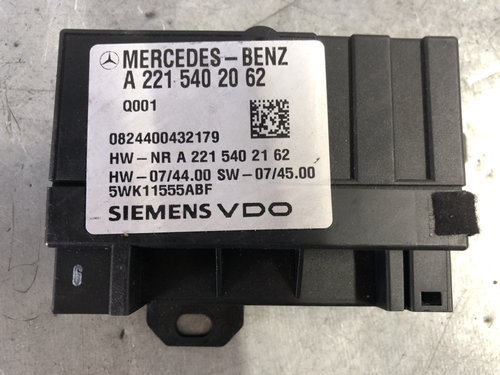 MERCEDES-BENZ
A 221 540 20 62
Q001
0824400432179
HW-NR A 221 540 21 62
HW-07/44.00 SW-07/45.00
5WK11555ABF
SIEMENS VDO